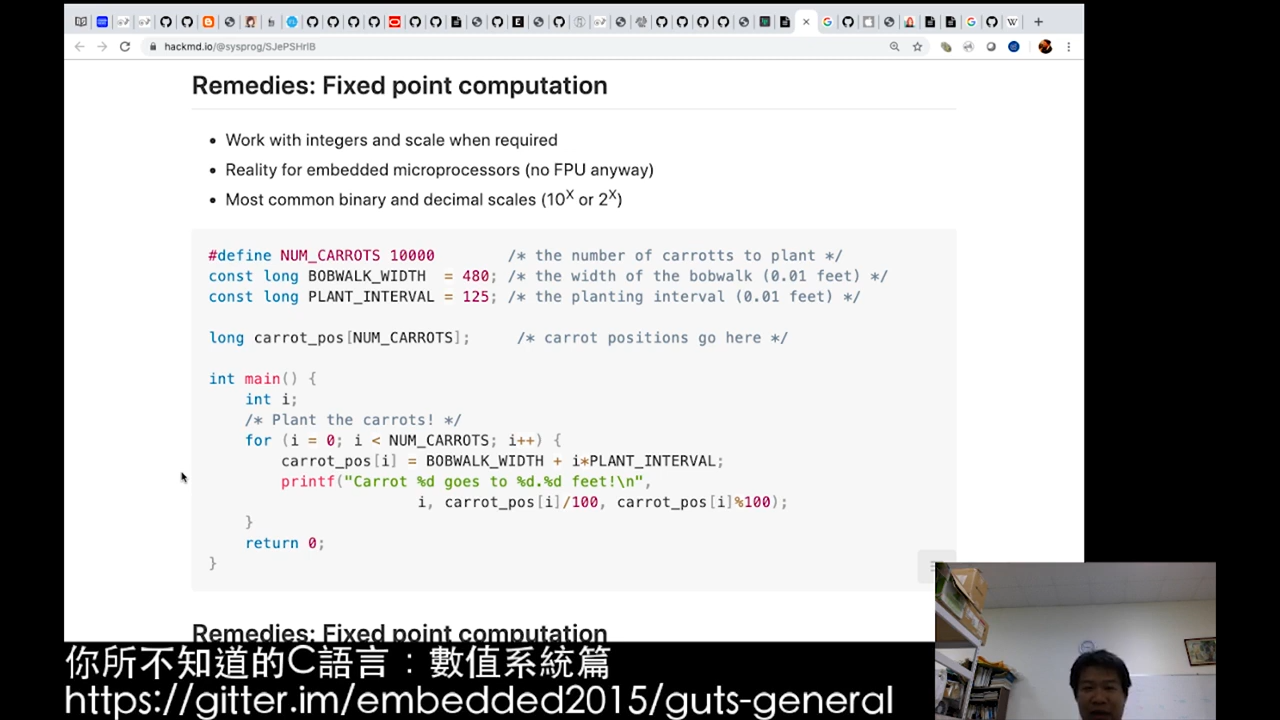 hackmd.io/@sysprog/SJePSHrlB
Remedies: Fixed point computation
Work with integers and scale when required
Reality for embedded microprocessors (no FPU anyway)
Most common binary and decimal scales (10^X or 2^X)
#define NUM_CARROTS 10000 /* the number of carrotts to plant */
const long BOBWALK_WIDTH = 480; /* the width of the bobwalk (0.01 feet) */
const long PLANT_INTERVAL = 125; /* the planting interval (0.01 feet) */
long carrot_pos[NUM_CARROTS]; /* carrot positions go here */
int main() {
int i;
/* Plant the carrots! */
for (i = 0; i < NUM_CARROTS; i++) {
carrot_pos[i] = BOBWALK_WIDTH + i*PLANT_INTERVAL;
printf("Carrot %d goes to %d.%d feet!\n",
i, carrot_pos[i]/100, carrot_pos[i]%100);
}
return 0;
}
Remedies: Fixed point computation
你所不知道的C語言：數值系統篇
https://gitter.im/embedded2015/guts-general